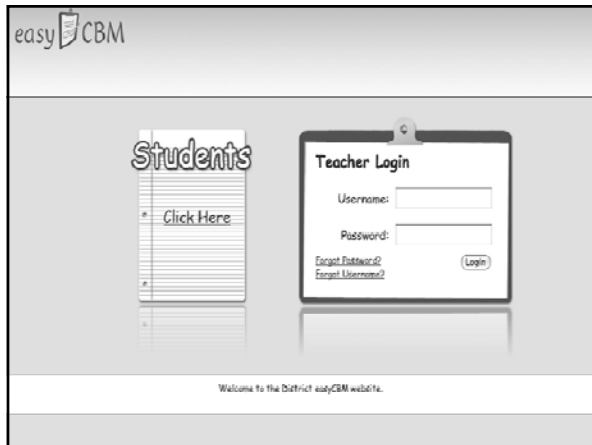 easy CBM
Students
Click Here
Teacher Login
Username:
Password:
Forgot Password?
Login
Forgot Username?
Welcome to the District easyCBM website.